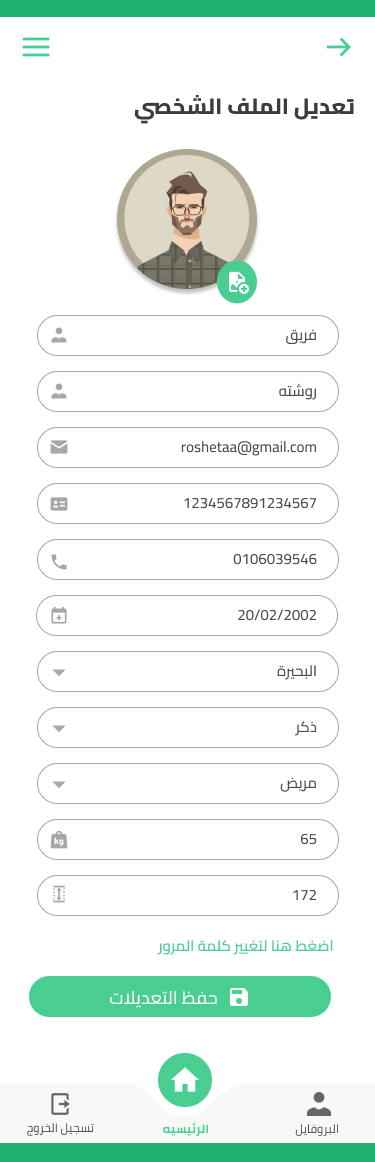 تعديل الملف الشخصي
فريق
روشته
roshetaa@gmail.com
1234567891234567
0106039546
20/02/2002
البحيرة
ذكر
مريض
65
kg
172
اضغط هنا لتغيير كلمة المرور
حفظ التعديلات
البروفايل
الرئيسيه
تسجيل الخروج